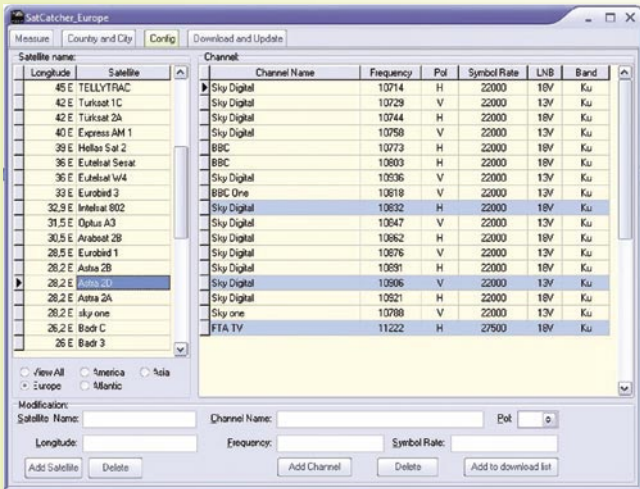 SatCatcher_Europe
Measure Country and City Config Download and Update
Satellite name:
Longitude Satellite
45 E TELLYTRAC
42 E Turksat 1C
42 E Türksat 2A
40 E Express AM 1
39 E Hellas Sat 2
36 E Eutelsat Sesat
36 E Eutelsat W4
33 E Eurobird 3
32,9 E Intelsat 802
31,5 E Optus A3
30,5 E Arabsat 2B
28,5 E Eurobird 1
28,2 E Astra 2B
28,2 E Astra 2D
28,2 E Astra 2A
28,2 E sky one
26,2 E Badr C
26 E Badr 3
View All America Asia
Europe Atlantic
Channel:
Channel Name Frequency Pol Symbol Rate LNB Band
Sky Digital 10714 H 22000 18V Ku
Sky Digital 10729 V 22000 13V Ku
Sky Digital 10744 H 22000 18V Ku
Sky Digital 10758 V 22000 13V Ku
BBC 10773 H 22000 18V Ku
BBC 10803 H 22000 18V Ku
Sky Digital 10936 V 22000 13V Ku
BBC One 10818 V 22000 13V Ku
Sky Digital 10832 H 22000 18V Ku
Sky Digital 10847 V 22000 13V Ku
Sky Digital 10862 H 22000 18V Ku
Sky Digital 10876 V 22000 13V Ku
Sky Digital 10891 H 22000 18V Ku
Sky Digital 10906 V 22000 13V Ku
Sky Digital 10921 H 22000 18V Ku
Sky one 10788 V 22000 13V Ku
FTA TV 11222 H 27500 18V Ku
Modification:
Satellite Name: Channel Name: Pol:
Longitude: Frequency: Symbol Rate:
Add Satellite Delete Add Channel Delete Add to download list